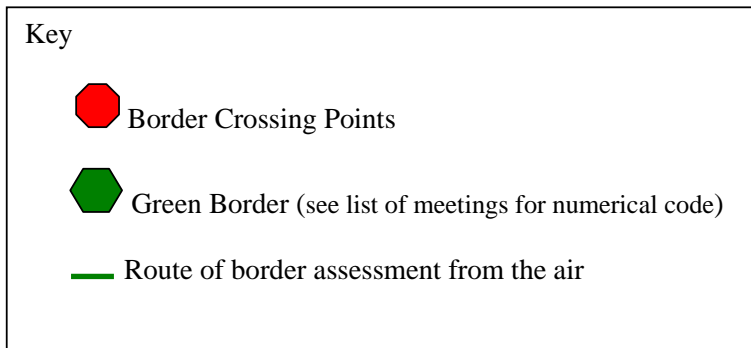 Key
Border Crossing Points
Green Border (see list of meetings for numerical code)
Route of border assessment from the air